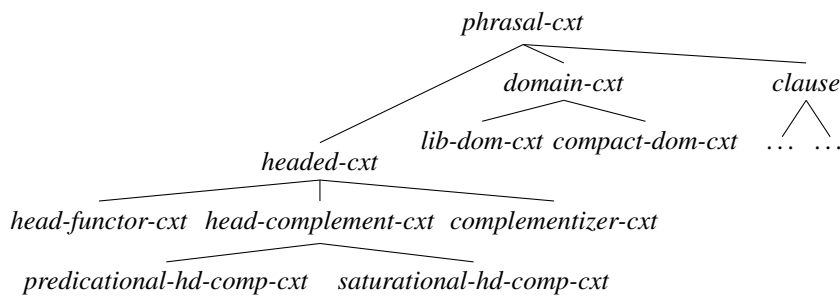 phrasal-cxt
domain-cxt clause
lib-dom-cxt compact-dom-cxt ... ...
headed-cxt
head-functor-cxt head-complement-cxt complementizer-cxt
predicational-hd-comp-cxt saturational-hd-comp-cxt